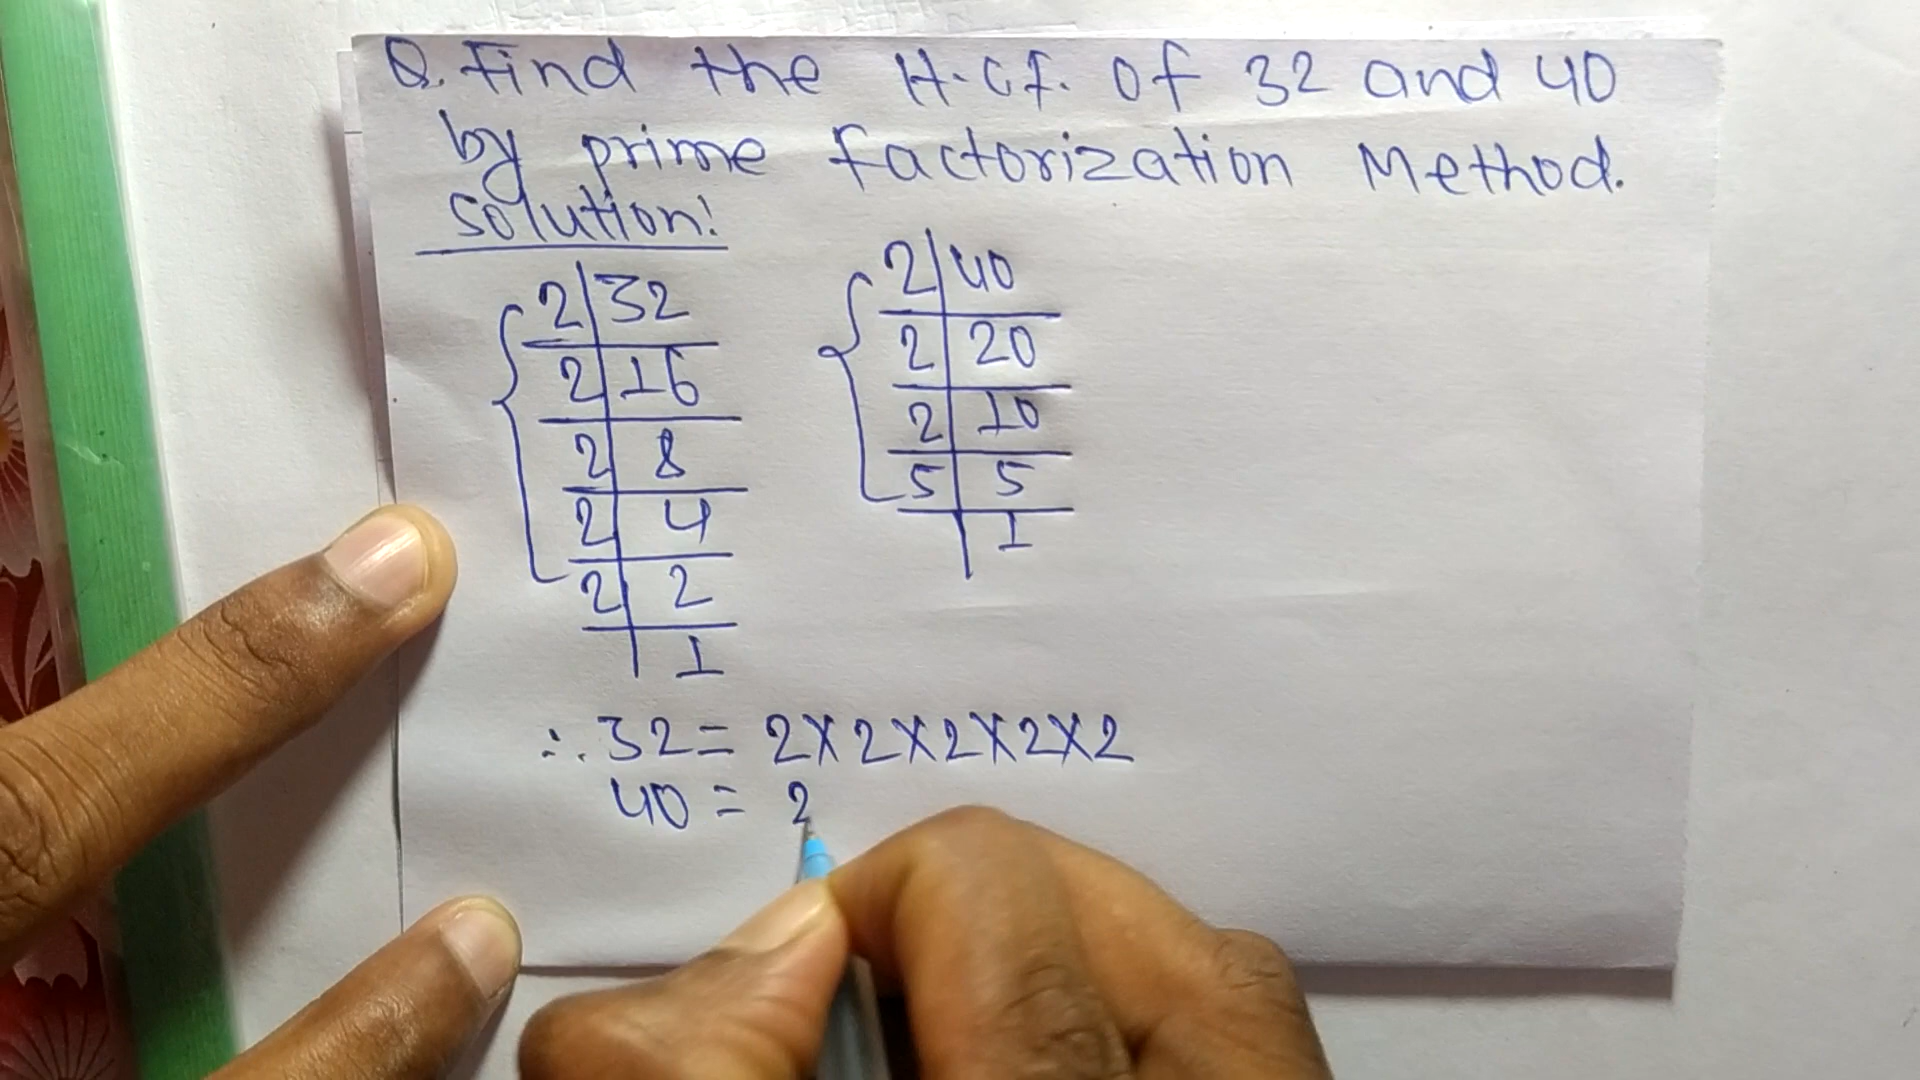 Q. Find the H.C.F. of 32 and 40
by prime factorization Method.
Solution:
2 | 32
2 | 16
2 | 8
2 | 4
2 | 2
1
2 | 40
2 | 20
2 | 10
5 | 5
1
∴ 32 = 2×2×2×2×2
40 = 2